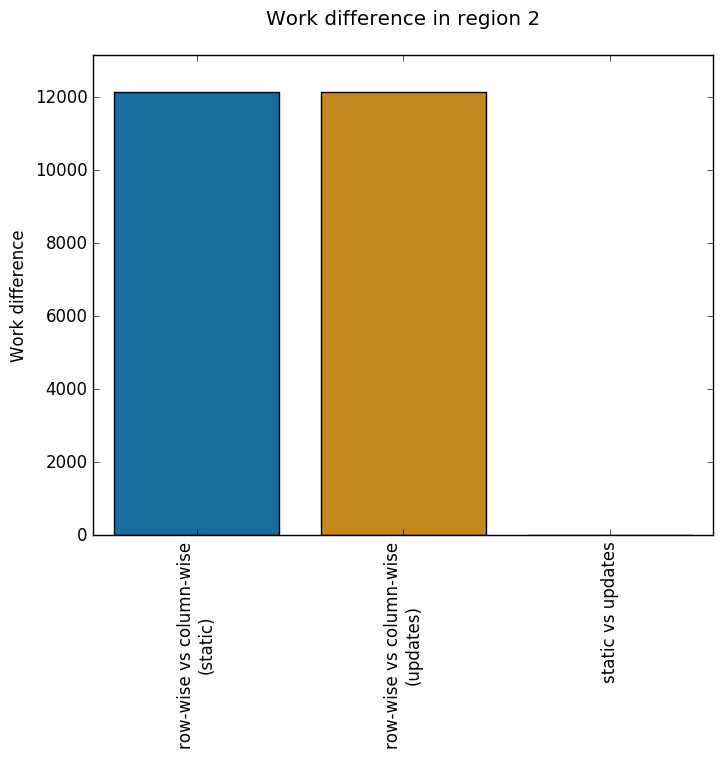 Work difference in region 2
Work difference
12000
10000
8000
6000
4000
2000
0
row-wise vs column-wise
(static)
row-wise vs column-wise
(updates)
static vs updates